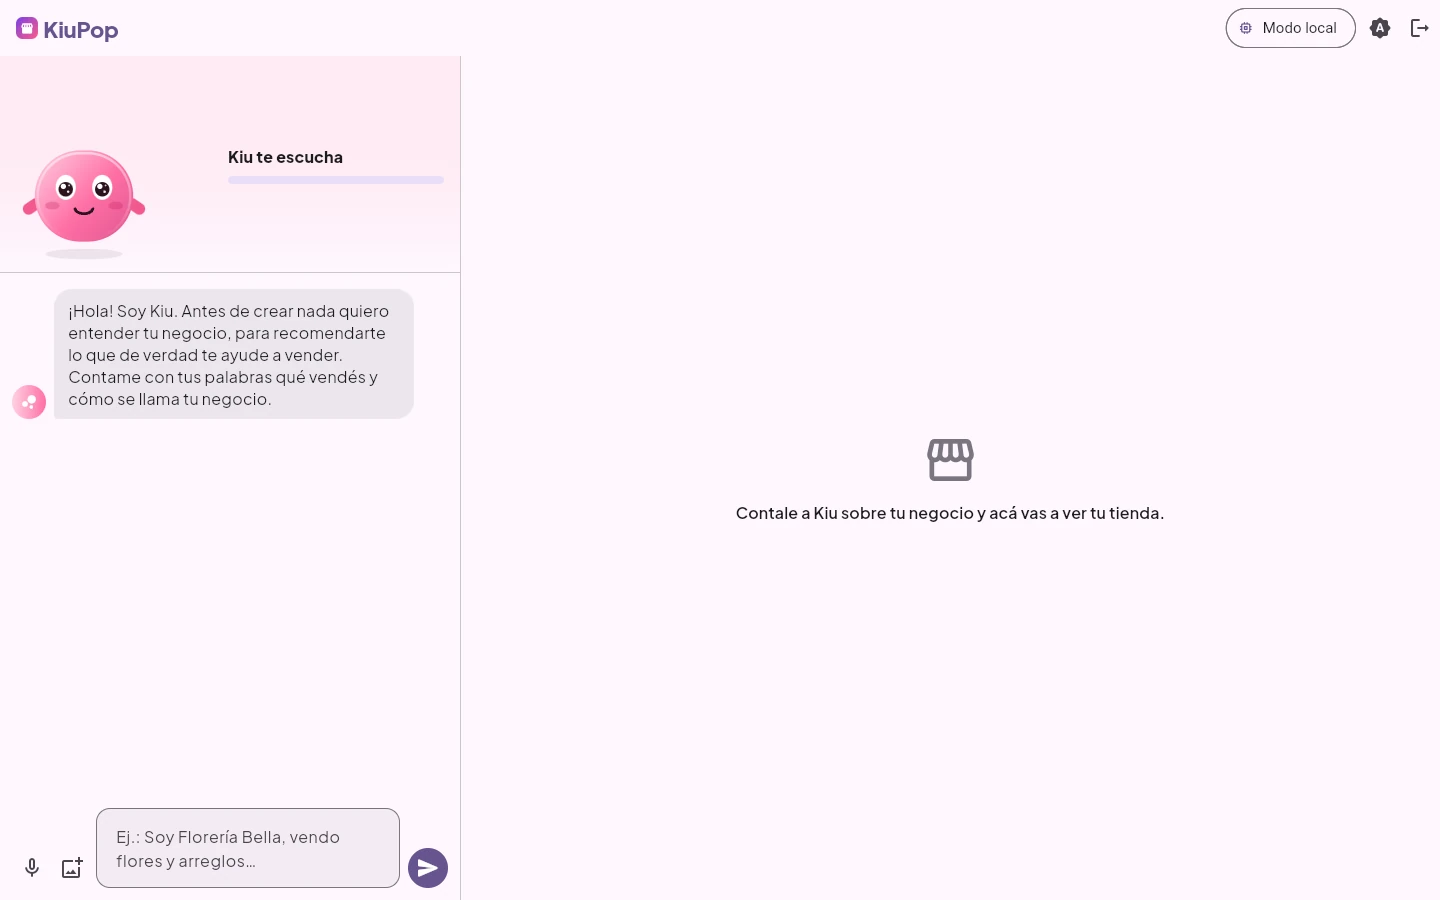 KiuPop
Modo local
A
Kiu te escucha
¡Hola! Soy Kiu. Antes de crear nada quiero
entender tu negocio, para recomendarte
lo que de verdad te ayude a vender.
Contame con tus palabras qué vendés y
cómo se llama tu negocio.
Contale a Kiu sobre tu negocio y acá vas a ver tu tienda.
Ej.: Soy Florería Bella, vendo
flores y arreglos…